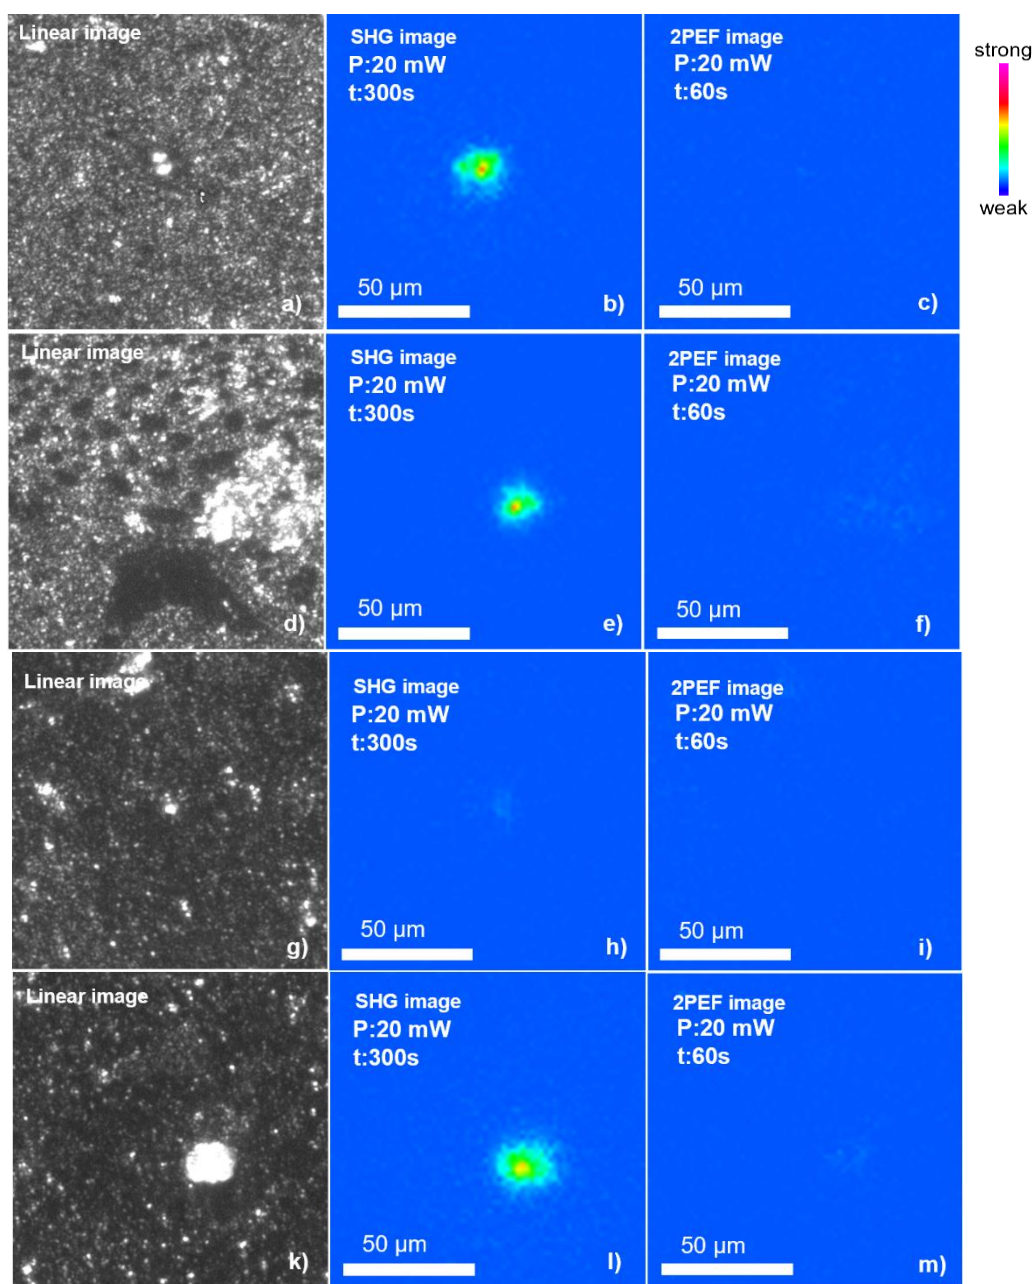 Linear image
SHG image
P:20 mW
t:300s
2PEF image
P:20 mW
t:60s
strong
weak
t
50 µm
50 µm
a)
b)
c)
Linear image
SHG image
P:20 mW
t:300s
2PEF image
P:20 mW
t:60s
50 µm
50 µm
d)
e)
f)
Linear image
SHG image
P:20 mW
t:300s
2PEF image
P:20 mW
t:60s
50 µm
50 µm
g)
h)
i)
Linear image
SHG image
P:20 mW
t:300s
2PEF image
P:20 mW
t:60s
50 µm
50 µm
k)
l)
m)